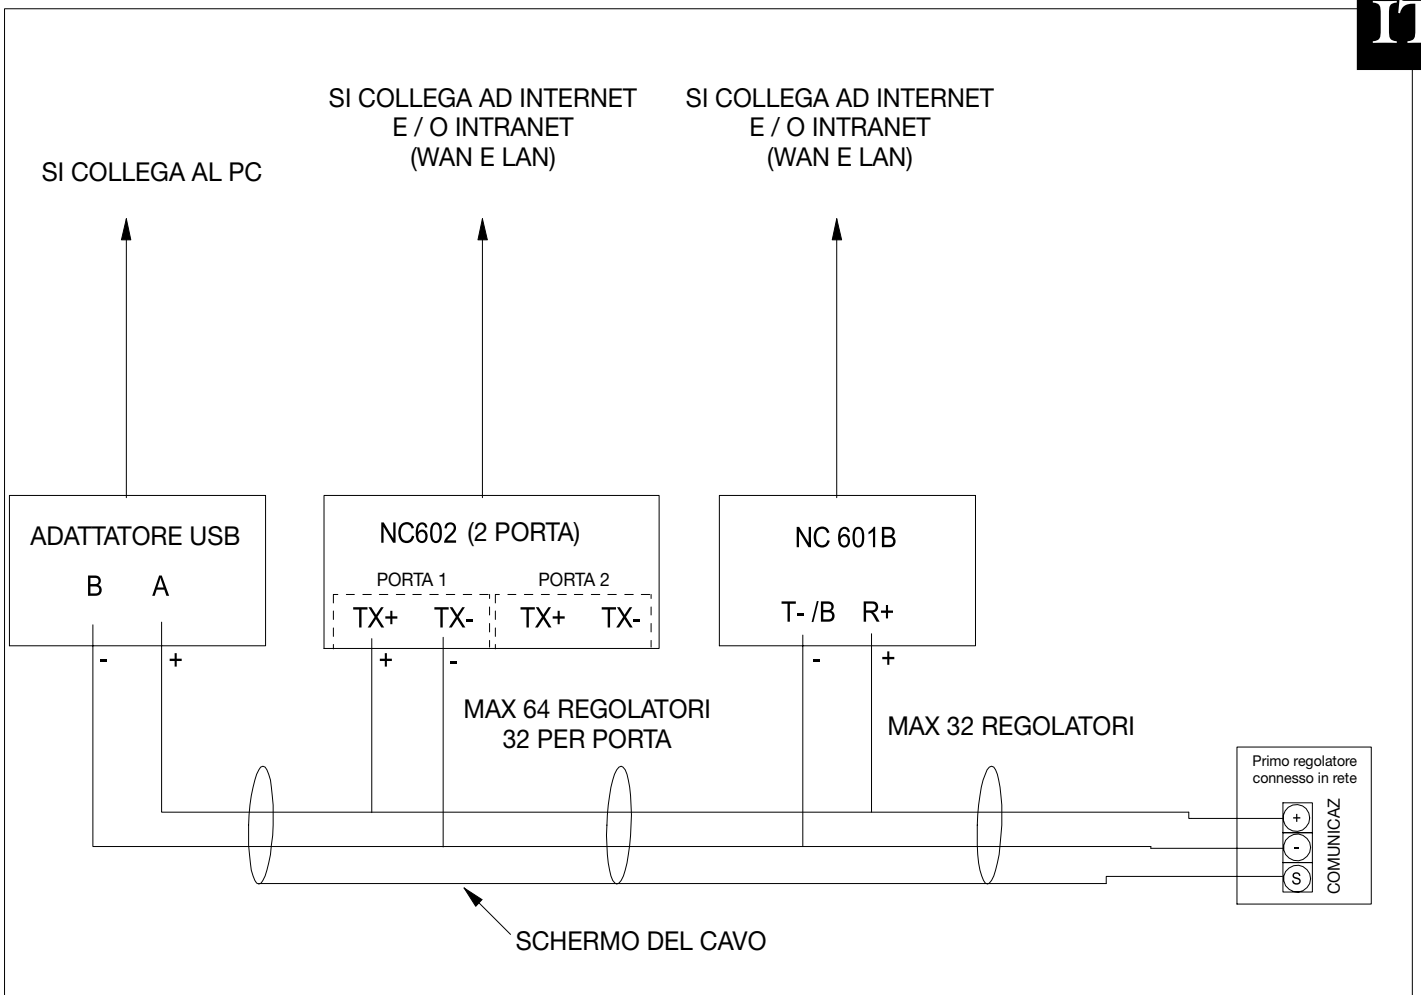 IT
SI COLLEGA AD INTERNET
E / O INTRANET
(WAN E LAN)
SI COLLEGA AD INTERNET
E / O INTRANET
(WAN E LAN)
SI COLLEGA AL PC
ADATTATORE USB
B A
NC602 (2 PORTA)
PORTA 1 PORTA 2
TX+ TX- TX+ TX-
NC 601B
T- /B R+
- +
+ -
- +
MAX 64 REGOLATORI
32 PER PORTA
MAX 32 REGOLATORI
Primo regolatore
connesso in rete
+
-
S
COMUNICAZ
SCHERMO DEL CAVO